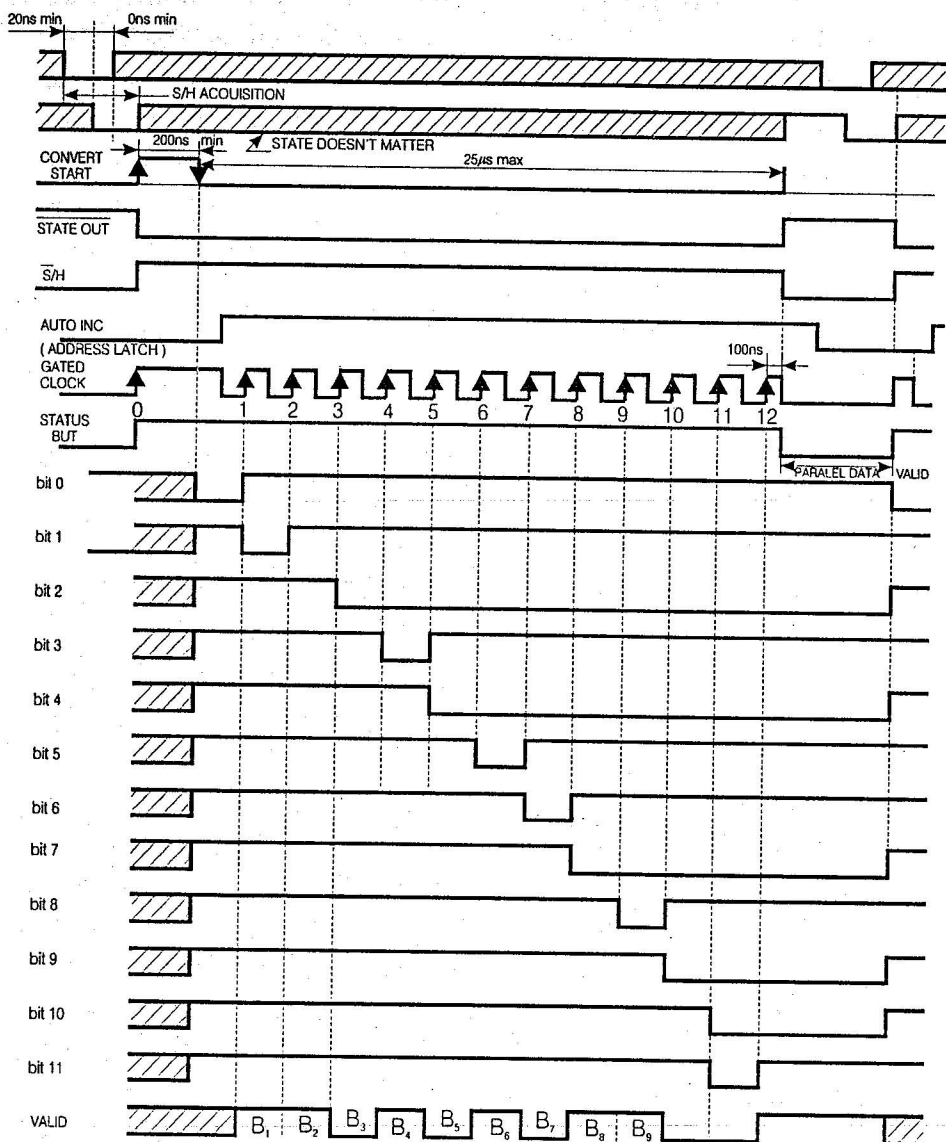 20ns min 0ns min
S/H ACOUISITION
200ns min STATE DOESN'T MATTER
CONVERT START
25µs max
STATE OUT
S/H
AUTO INC
( ADDRESS LATCH )
100ns
GATED CLOCK
0 1 2 3 4 5 6 7 8 9 10 11 12
STATUS BUT
PARALEL DATA VALID
bit 0
bit 1
bit 2
bit 3
bit 4
bit 5
bit 6
bit 7
bit 8
bit 9
bit 10
bit 11
VALID B1 B2 B3 B4 B5 B6 B7 B8 B9